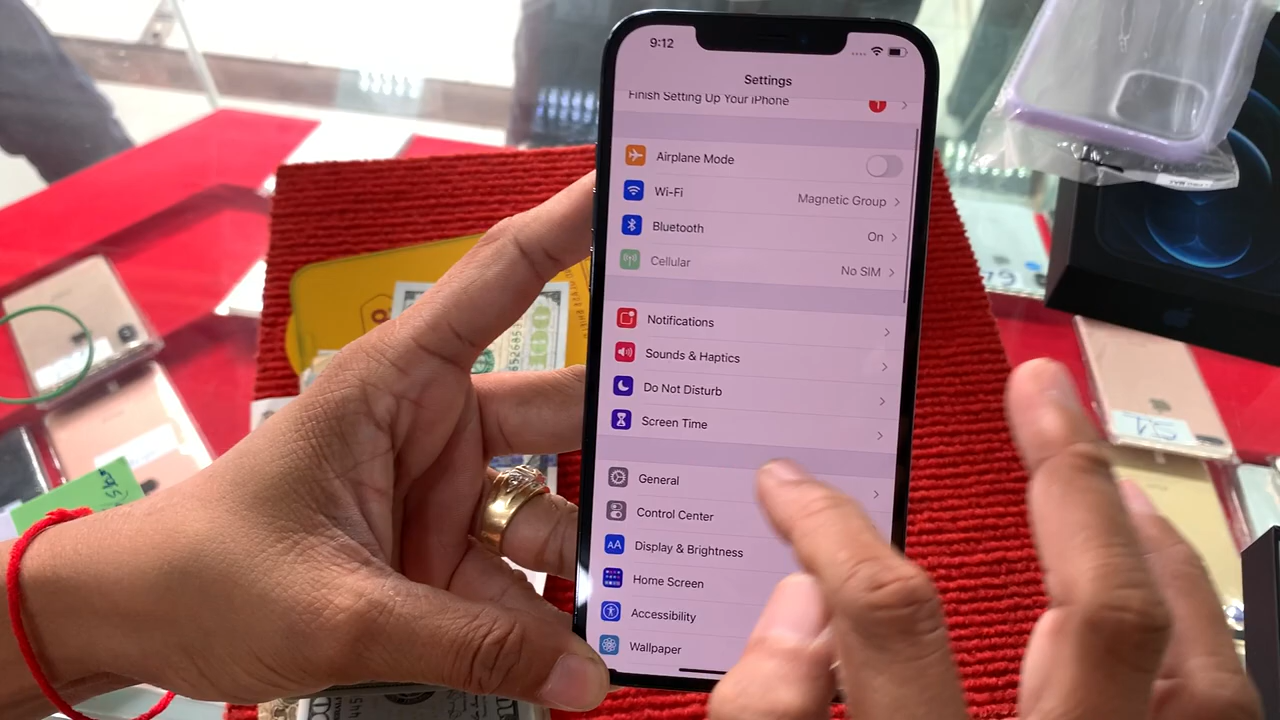 9:12
Settings
Finish Setting Up Your iPhone
1
Airplane Mode
Wi-Fi
Magnetic Group
Bluetooth
On
Cellular
No SIM
Notifications
Sounds & Haptics
Do Not Disturb
Screen Time
General
Control Center
AA
Display & Brightness
Home Screen
Accessibility
Wallpaper